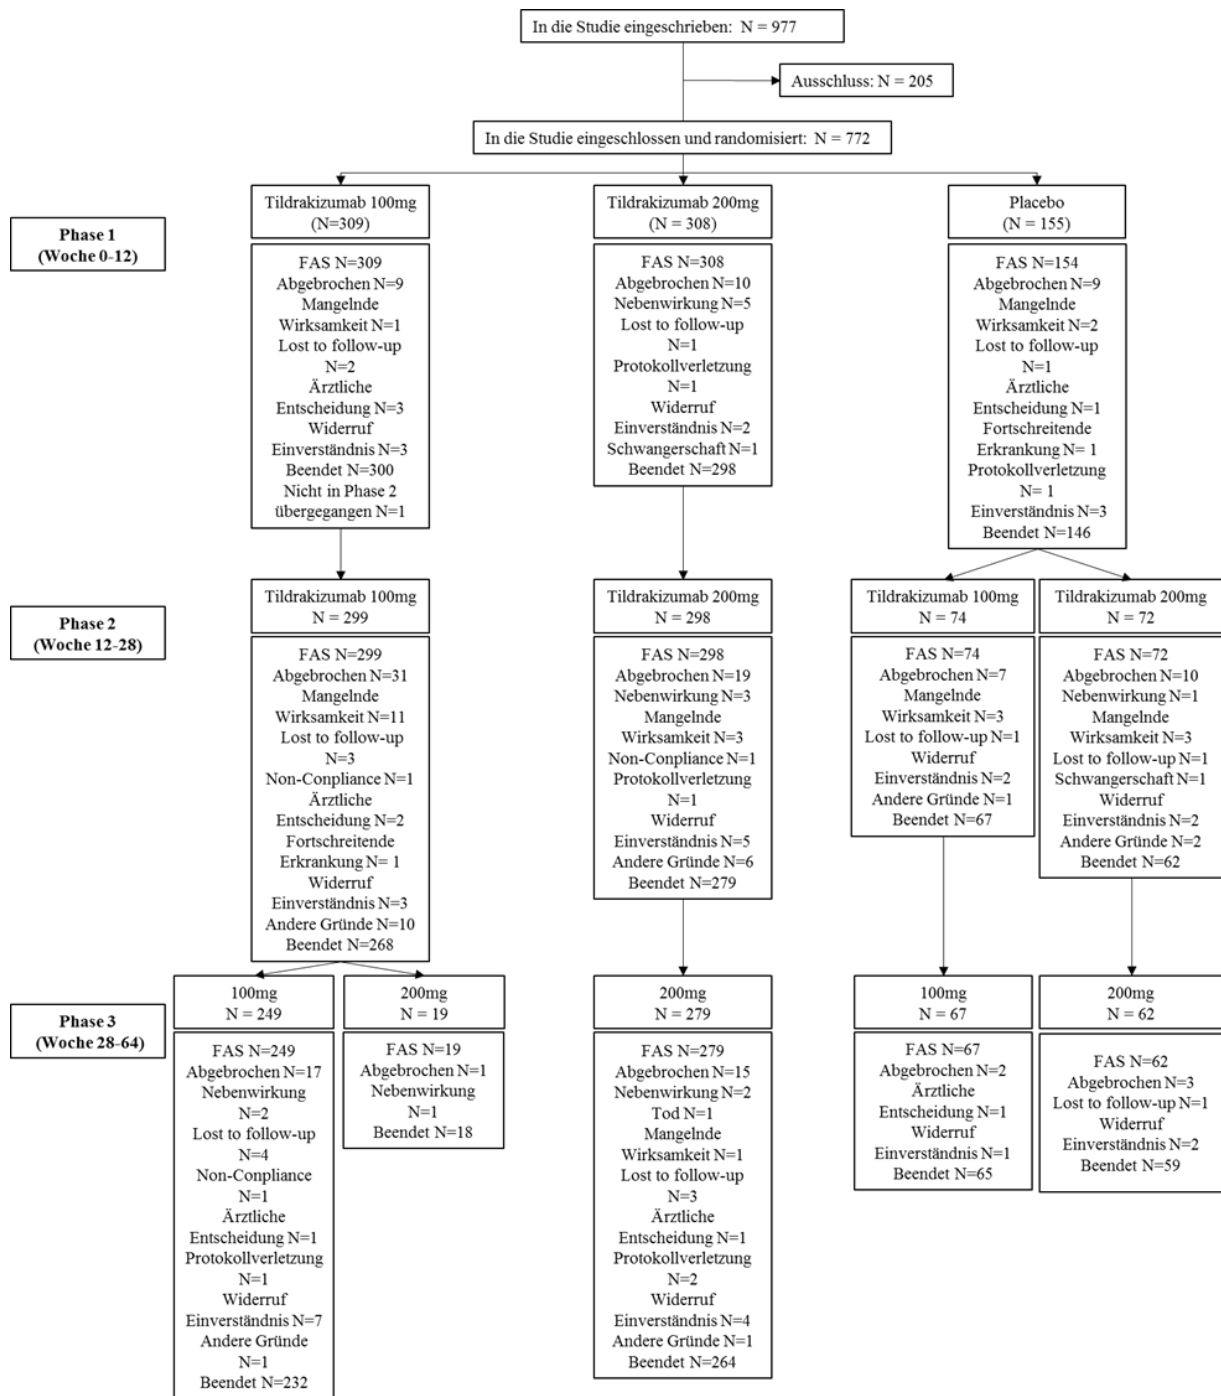 In die Studie eingeschrieben: N = 977
Ausschluss: N = 205
In die Studie eingeschlossen und randomisiert: N = 772
Phase 1
(Woche 0-12)
Tildrakizumab 100mg
(N=309)
FAS N=309
Abgebrochen N=9
Mangelnde
Wirksamkeit N=1
Lost to follow-up
N=2
Ärztliche
Entscheidung N=3
Widerruf
Einverständnis N=3
Beendet N=300
Nicht in Phase 2
übergegangen N=1
Tildrakizumab 200mg
(N = 308)
FAS N=308
Abgebrochen N=10
Nebenwirkung N=5
Lost to follow-up
N=1
Protokollverletzung
N=1
Widerruf
Einverständnis N=2
Schwangerschaft N=1
Beendet N=298
Placebo
(N = 155)
FAS N=154
Abgebrochen N=9
Mangelnde
Wirksamkeit N=2
Lost to follow-up
N=1
Ärztliche
Entscheidung N=1
Fortschreitende
Erkrankung N= 1
Protokollverletzung
N= 1
Einverständnis N=3
Beendet N=146
Phase 2
(Woche 12-28)
Tildrakizumab 100mg
N = 299
FAS N=299
Abgebrochen N=31
Mangelnde
Wirksamkeit N=11
Lost to follow-up
N=3
Non-Conpliance N=1
Ärztliche
Entscheidung N=2
Fortschreitende
Erkrankung N= 1
Widerruf
Einverständnis N=3
Andere Gründe N=10
Beendet N=268
Tildrakizumab 200mg
N = 298
FAS N=298
Abgebrochen N=19
Nebenwirkung N=3
Mangelnde
Wirksamkeit N=3
Non-Conpliance N=1
Protokollverletzung
N=1
Widerruf
Einverständnis N=5
Andere Gründe N=6
Beendet N=279
Tildrakizumab 100mg
N = 74
FAS N=74
Abgebrochen N=7
Mangelnde
Wirksamkeit N=3
Lost to follow-up N=1
Widerruf
Einverständnis N=2
Andere Gründe N=1
Beendet N=67
Tildrakizumab 200mg
N = 72
FAS N=72
Abgebrochen N=10
Nebenwirkung N=1
Mangelnde
Wirksamkeit N=3
Lost to follow-up N=1
Schwangerschaft N=1
Widerruf
Einverständnis N=2
Andere Gründe N=2
Beendet N=62
Phase 3
(Woche 28-64)
100mg
N = 249
FAS N=249
Abgebrochen N=17
Nebenwirkung
N=2
Lost to follow-up
N=4
Non-Conpliance
N=1
Ärztliche
Entscheidung N=1
Protokollverletzung
N=1
Widerruf
Einverständnis N=7
Andere Gründe
N=1
Beendet N=232
200mg
N = 19
FAS N=19
Abgebrochen N=1
Nebenwirkung
N=1
Beendet N=18
200mg
N = 279
FAS N=279
Abgebrochen N=15
Nebenwirkung N=2
Tod N=1
Mangelnde
Wirksamkeit N=1
Lost to follow-up
N=3
Ärztliche
Entscheidung N=1
Protokollverletzung
N=2
Widerruf
Einverständnis N=4
Andere Gründe N=1
Beendet N=264
100mg
N = 67
FAS N=67
Abgebrochen N=2
Ärztliche
Entscheidung N=1
Widerruf
Einverständnis N=1
Beendet N=65
200mg
N = 62
FAS N=62
Abgebrochen N=3
Lost to follow-up N=1
Widerruf
Einverständnis N=2
Beendet N=59